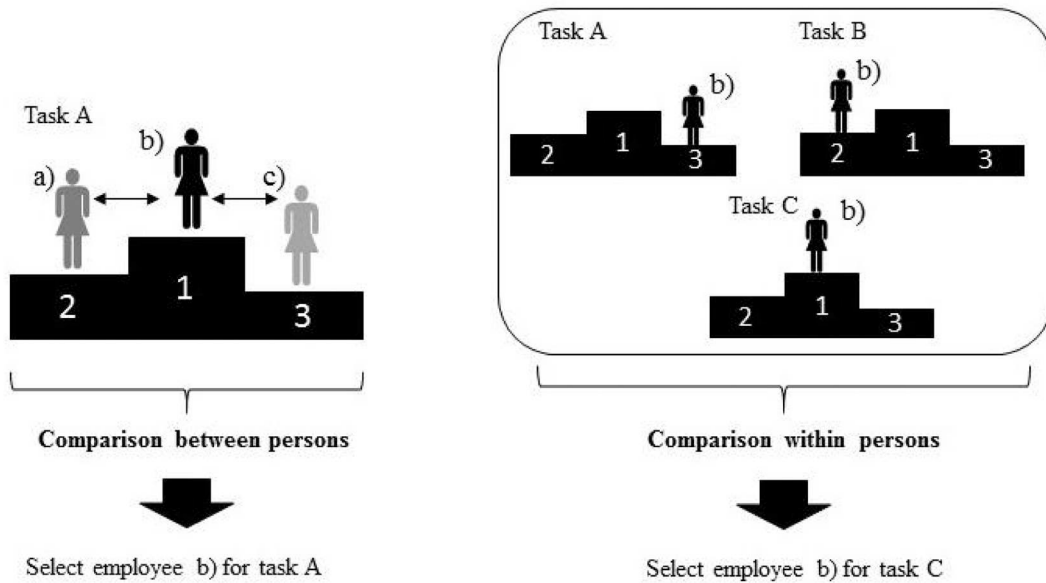 Task A
a)
b)
c)
2
1
3
Comparison between persons
Select employee b) for task A
Task A
b)
2
1
3
Task B
b)
2
1
3
Task C
b)
2
1
3
Comparison within persons
Select employee b) for task C